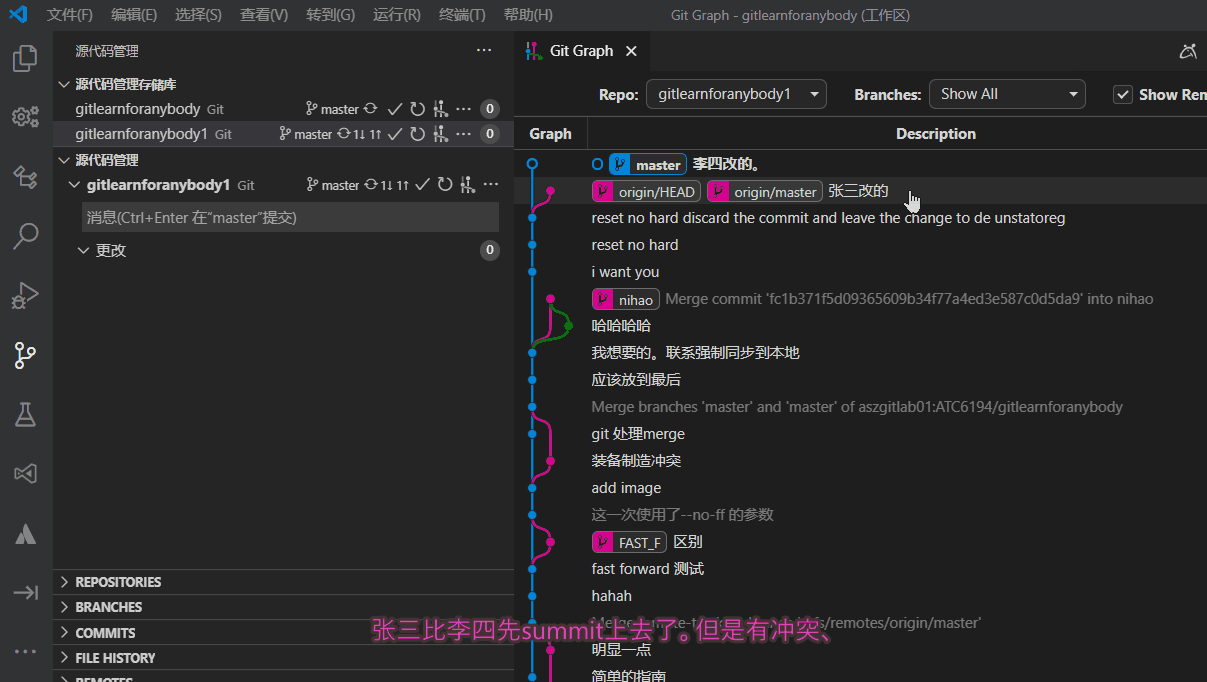 文件(F) 编辑(E) 选择(S) 查看(V) 转到(G) 运行(R) 终端(T) 帮助(H) Git Graph - gitlearnforanybody (工作区)
源代码管理
源代码管理存储库
gitlearnforanybody Git master 0
gitlearnforanybody1 Git master 1↓ 1↑ 0
源代码管理
gitlearnforanybody1 Git master 1↓ 1↑
消息(Ctrl+Enter 在"master"提交)
更改 0
REPOSITORIES
BRANCHES
COMMITS
FILE HISTORY
REMOTES
Git Graph
Repo: gitlearnforanybody1 Branches: Show All Show Rem
Graph Description
master 李四改的。
origin/HEAD origin/master 张三改的
reset no hard discard the commit and leave the change to de unstatoreg
reset no hard
i want you
nihao Merge commit 'fc1b371f5d09365609b34f77a4ed3e587c0d5da9' into nihao
哈哈哈哈
我想要的。联系强制同步到本地
应该放到最后
Merge branches 'master' and 'master' of aszgitlab01:ATC6194/gitlearnforanybody
git 处理merge
装备制造冲突
add image
这一次使用了--no-ff 的参数
FAST_F 区别
fast forward 测试
hahah
s/remotes/origin/master'
明显一点
简单的指南
张三比李四先summit上去了。但是有冲突、